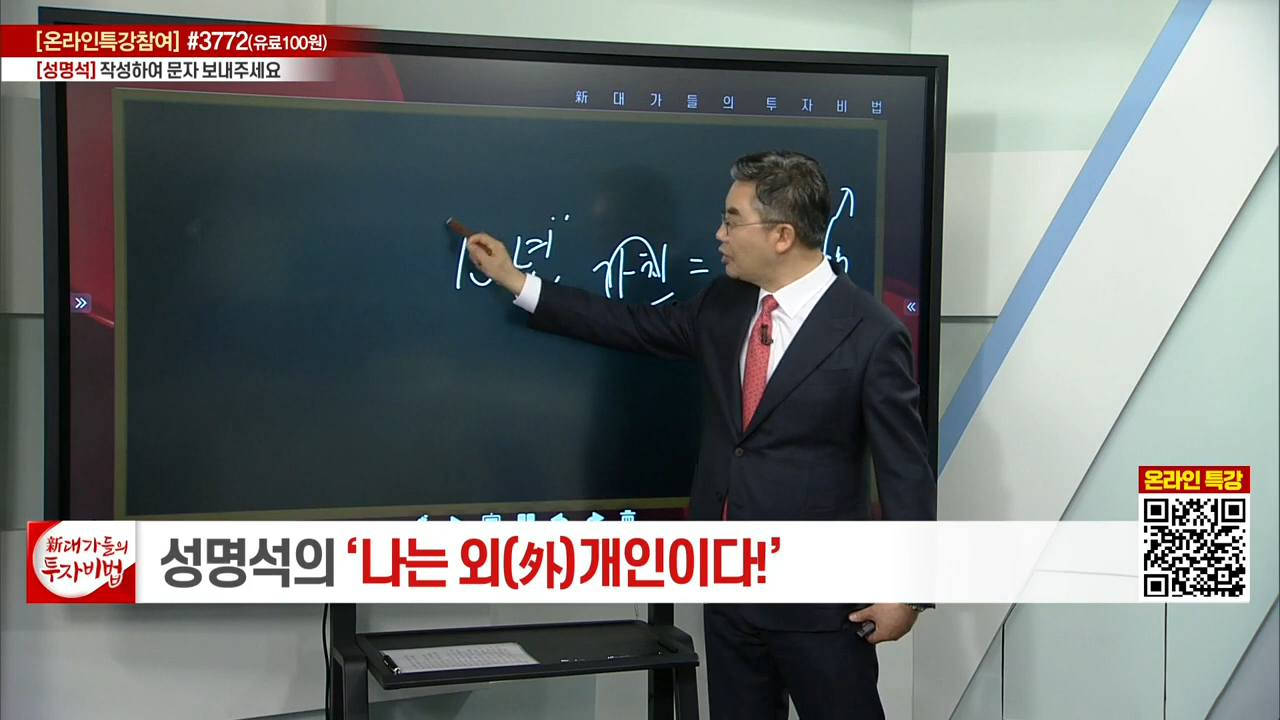 [온라인특강참여] #3772(유료100원)
[성명석] 작성하여 문자 보내주세요
新 대 가 들 의 투 자 비 법
년 가치 =
新대가들의
투자비법
성명석의 ‘나는 외(外)개인이다!’
온라인 특강